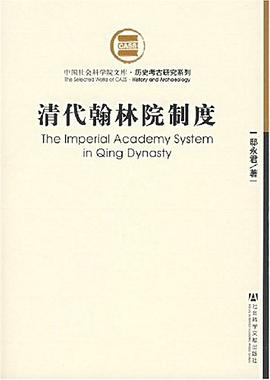 CASS
中国社会科学院文库·历史考古研究系列
The Selected Works of CASS · History and Archaeology
清代翰林院制度
The Imperial Academy System
in Qing Dynasty
邸永君/著
社会科学文献出版社